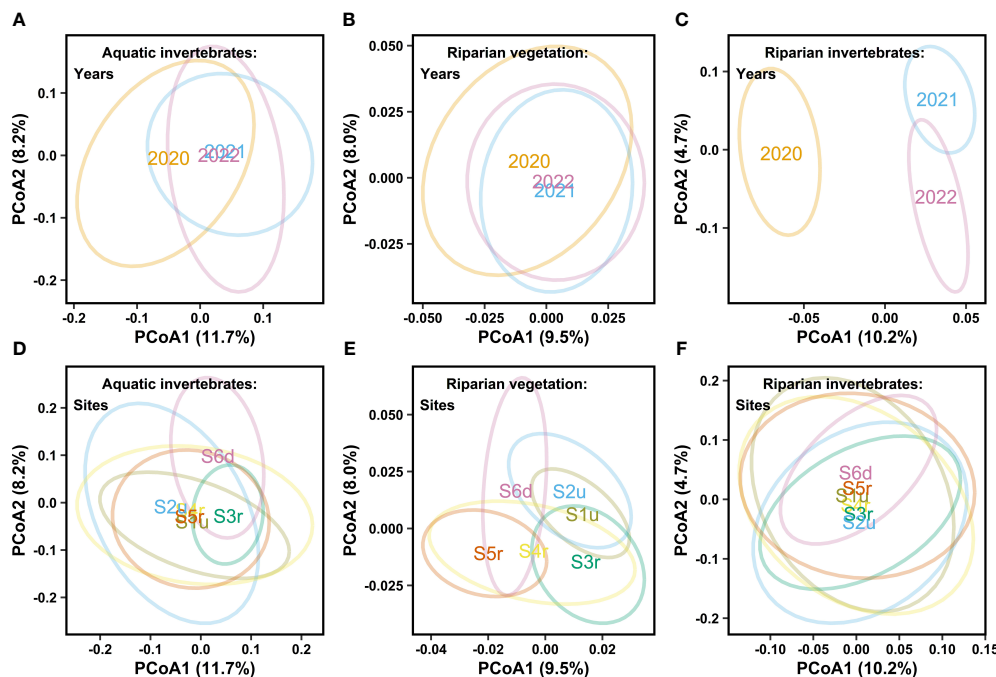 A
Aquatic invertebrates:
Years
0.1
0.0
-0.1
-0.2
PCoA2 (8.2%)
2020
2021
2022
-0.2
-0.1
0.0
0.1
PCoA1 (11.7%)
B
Riparian vegetation:
Years
0.050
0.025
0.000
-0.025
PCoA2 (8.0%)
2020
2022
2021
-0.050
-0.025
0.000
0.025
PCoA1 (9.5%)
C
Riparian invertebrates:
Years
0.1
0.0
-0.1
PCoA2 (4.7%)
2021
2020
2022
-0.05
0.00
0.05
PCoA1 (10.2%)
D
Aquatic invertebrates:
Sites
0.2
0.1
0.0
-0.1
-0.2
PCoA2 (8.2%)
S6d
S2u
S5r
S1u
S3r
-0.2
-0.1
0.0
0.1
0.2
PCoA1 (11.7%)
E
Riparian vegetation:
Sites
0.050
0.025
0.000
-0.025
PCoA2 (8.0%)
S6d
S2u
S1u
S5r
S4r
S3r
-0.04
-0.02
0.00
0.02
PCoA1 (9.5%)
F
Riparian invertebrates:
Sites
0.2
0.1
0.0
-0.1
-0.2
PCoA2 (4.7%)
S6d
S5r
S1u
S3r
S2u
-0.10
-0.05
0.00
0.05
0.10
0.15
PCoA1 (10.2%)